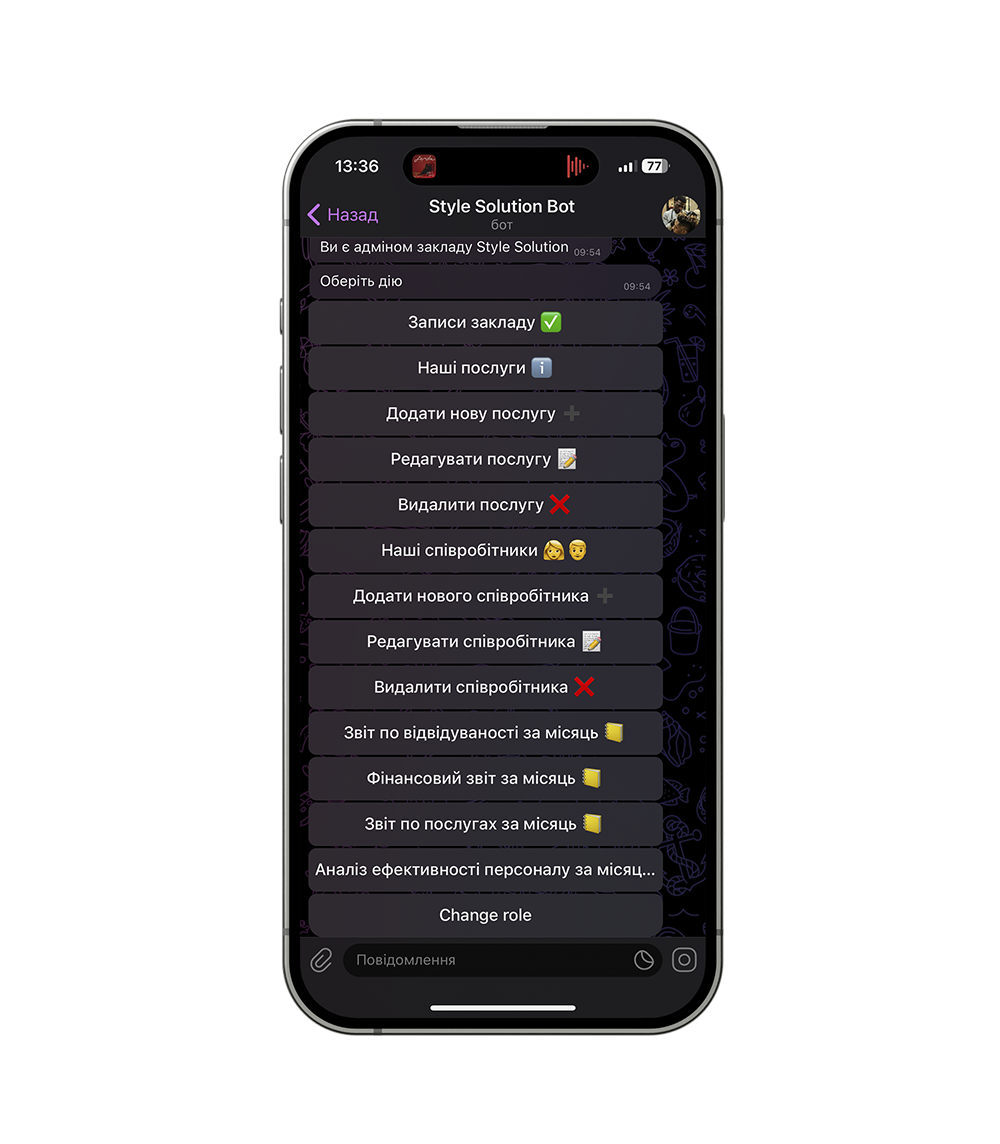 13:36
77
Назад
Style Solution Bot
бот
Ви є адміном закладу Style Solution 09:54
Оберіть дію 09:54
Записи закладу ✅
Наші послуги ℹ️
Додати нову послугу ➕
Редагувати послугу 📝
Видалити послугу ❌
Наші співробітники 👩👨
Додати нового співробітника ➕
Редагувати співробітника 📝
Видалити співробітника ❌
Звіт по відвідуваності за місяць 📒
Фінансовий звіт за місяць 📒
Звіт по послугах за місяць 📒
Аналіз ефективності персоналу за місяц...
Change role
Повідомлення